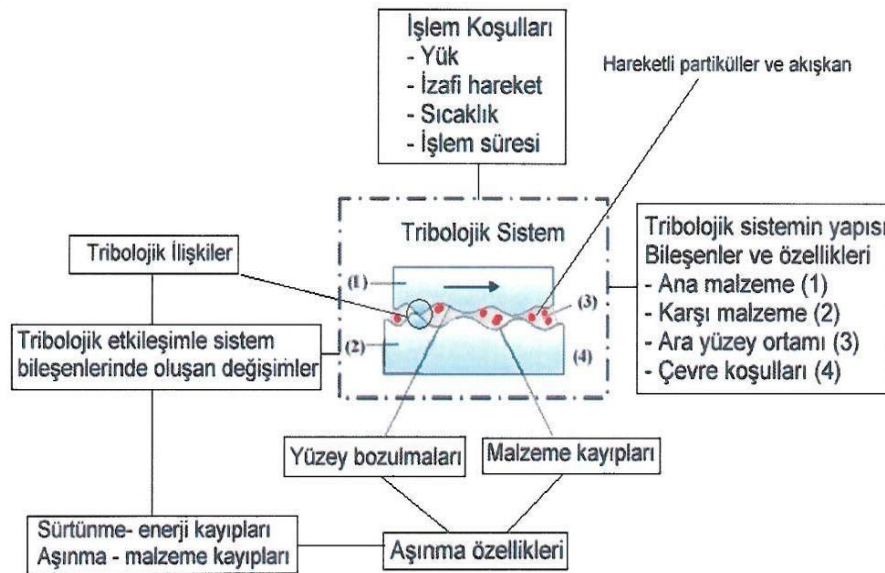 İşlem Koşulları
- Yük
- İzafi hareket
- Sıcaklık
- İşlem süresi
Hareketli partiküller ve akışkan
Tribolojik Sistem
(1)
(3)
(2)
(4)
Tribolojik sistemin yapısı
Bileşenler ve özellikleri
- Ana malzeme (1)
- Karşı malzeme (2)
- Ara yüzey ortamı (3)
- Çevre koşulları (4)
Tribolojik İlişkiler
Tribolojik etkileşimle sistem
bileşenlerinde oluşan değişimler
Yüzey bozulmaları
Malzeme kayıpları
Sürtünme- enerji kayıpları
Aşınma - malzeme kayıpları
Aşınma özellikleri